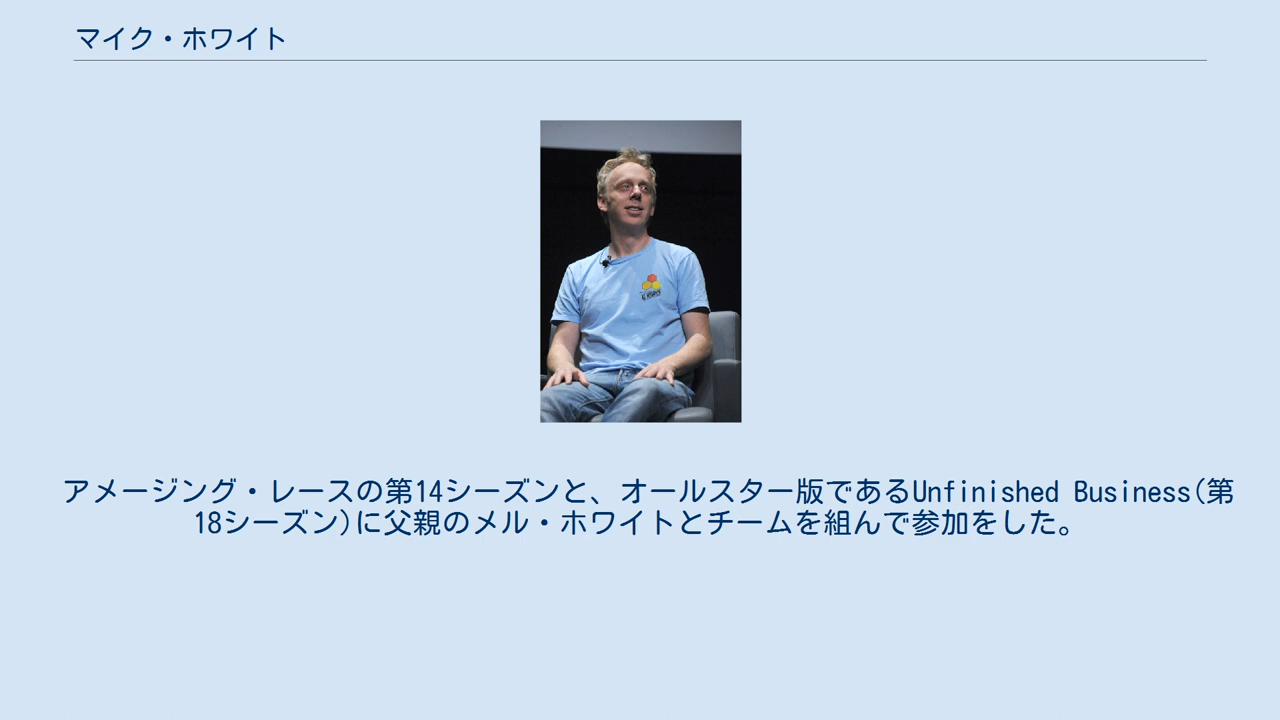 マイク・ホワイト
アメージング・レースの第14シーズンと、オールスター版であるUnfinished Business(第
18シーズン)に父親のメル・ホワイトとチームを組んで参加をした。